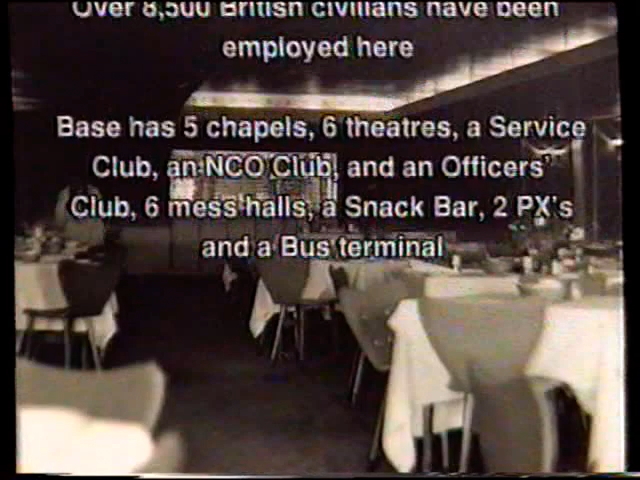 Over 8,500 British civilians have been
employed here
Base has 5 chapels, 6 theatres, a Service
Club, an NCO Club, and an Officers'
Club, 6 mess halls, a Snack Bar, 2 PX's
and a Bus terminal